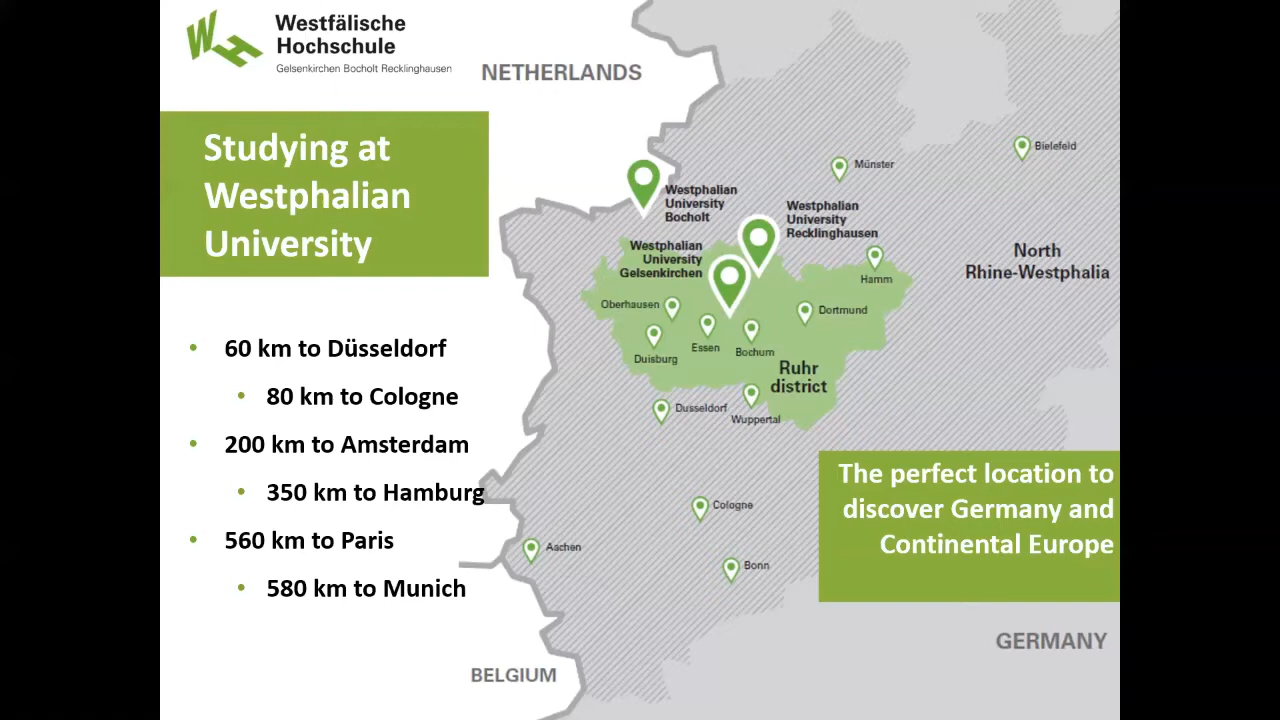 Westfälische
Hochschule
Gelsenkirchen Bocholt Recklinghausen
NETHERLANDS
Studying at
Westphalian
University
Bielefeld
Münster
Westphalian
University
Bocholt
Westphalian
University
Recklinghausen
Westphalian
University
Gelsenkirchen
North
Rhine-Westphalia
Hamm
Oberhausen
Dortmund
Duisburg
Essen
Bochum
Ruhr
district
Dusseldorf
Wuppertal
• 60 km to Düsseldorf
• 80 km to Cologne
• 200 km to Amsterdam
• 350 km to Hamburg
• 560 km to Paris
• 580 km to Munich
The perfect location to
discover Germany and
Continental Europe
Cologne
Aachen
Bonn
GERMANY
BELGIUM